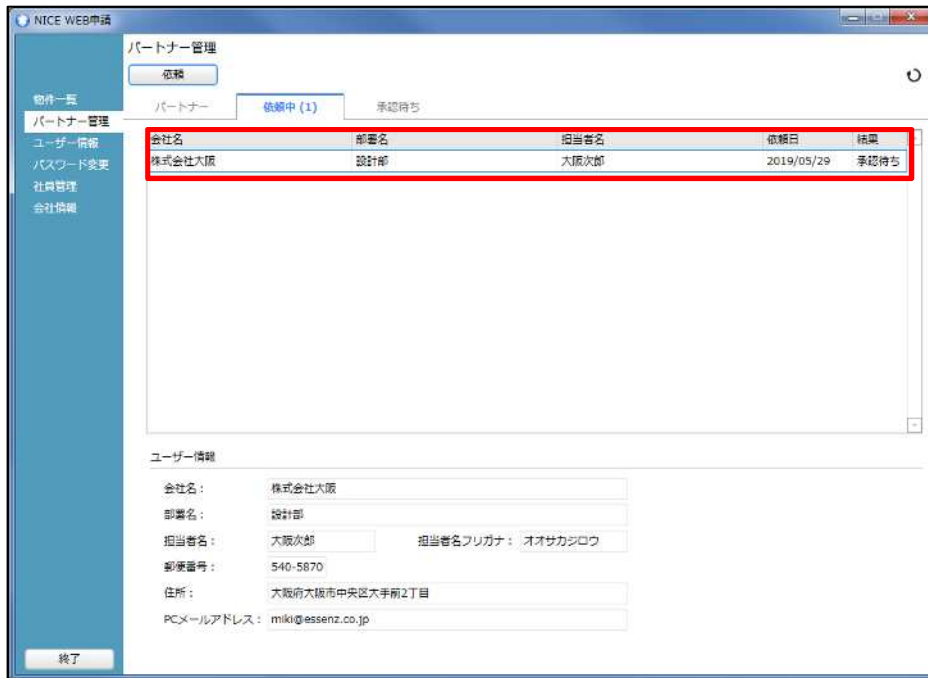 NICE WEB申請
パートナー管理
依頼
物件一覧
パートナー管理
ユーザー情報
パスワード変更
社員管理
会社情報
パートナー 依頼中 (1) 承認待ち
会社名 部署名 担当者名 依頼日 結果
株式会社大阪 設計部 大阪次郎 2019/05/29 承認待ち
ユーザー情報
会社名: 株式会社大阪
部署名: 設計部
担当者名: 大阪次郎 担当者名フリガナ: オオサカジロウ
郵便番号: 540-5870
住所: 大阪府大阪市中央区大手前2丁目
PCメールアドレス: miki@essenz.co.jp
終了